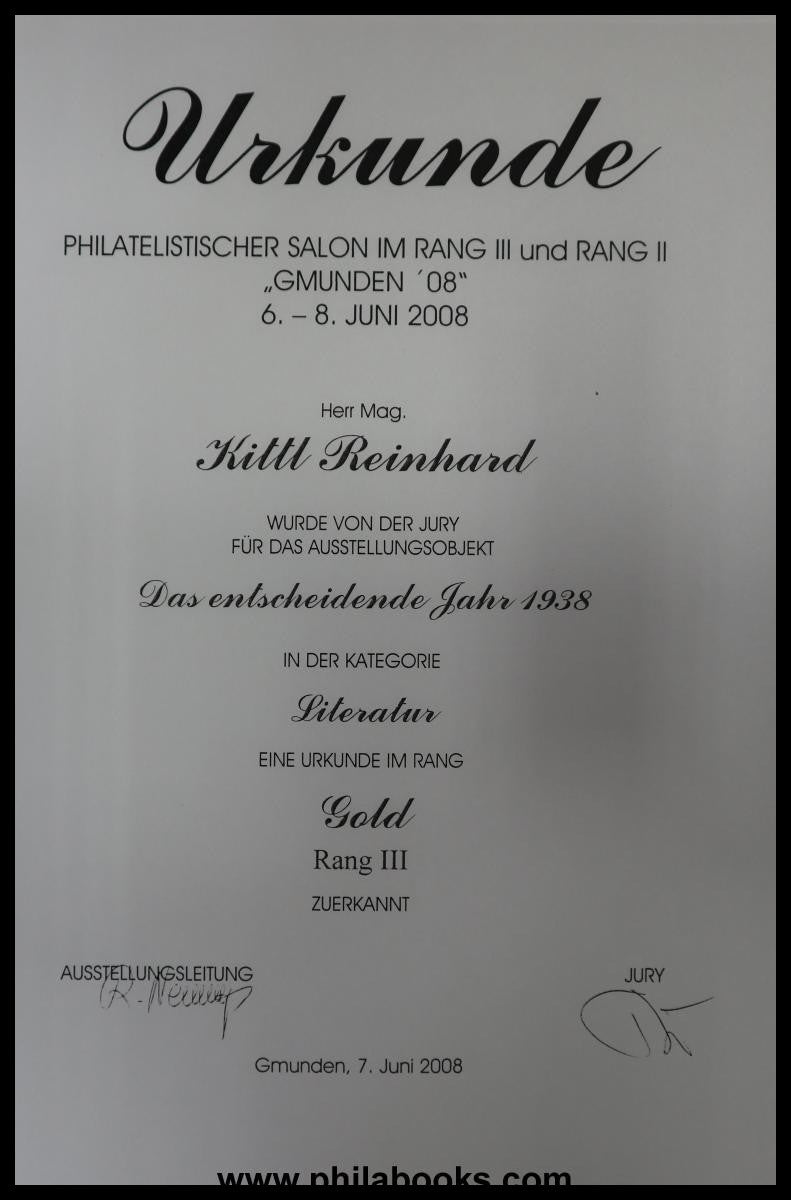 Urkunde
PHILATELISTISCHER SALON IM RANG III und RANG II
„GMUNDEN ´08“
6. – 8. JUNI 2008
Herr Mag.
Kittl Reinhard
WURDE VON DER JURY
FÜR DAS AUSSTELLUNGSOBJEKT
Das entscheidende Jahr 1938
IN DER KATEGORIE
Literatur
EINE URKUNDE IM RANG
Gold
Rang III
ZUERKANNT
AUSSTELLUNGSLEITUNG
JURY
Gmunden, 7. Juni 2008
www.philabooks.com